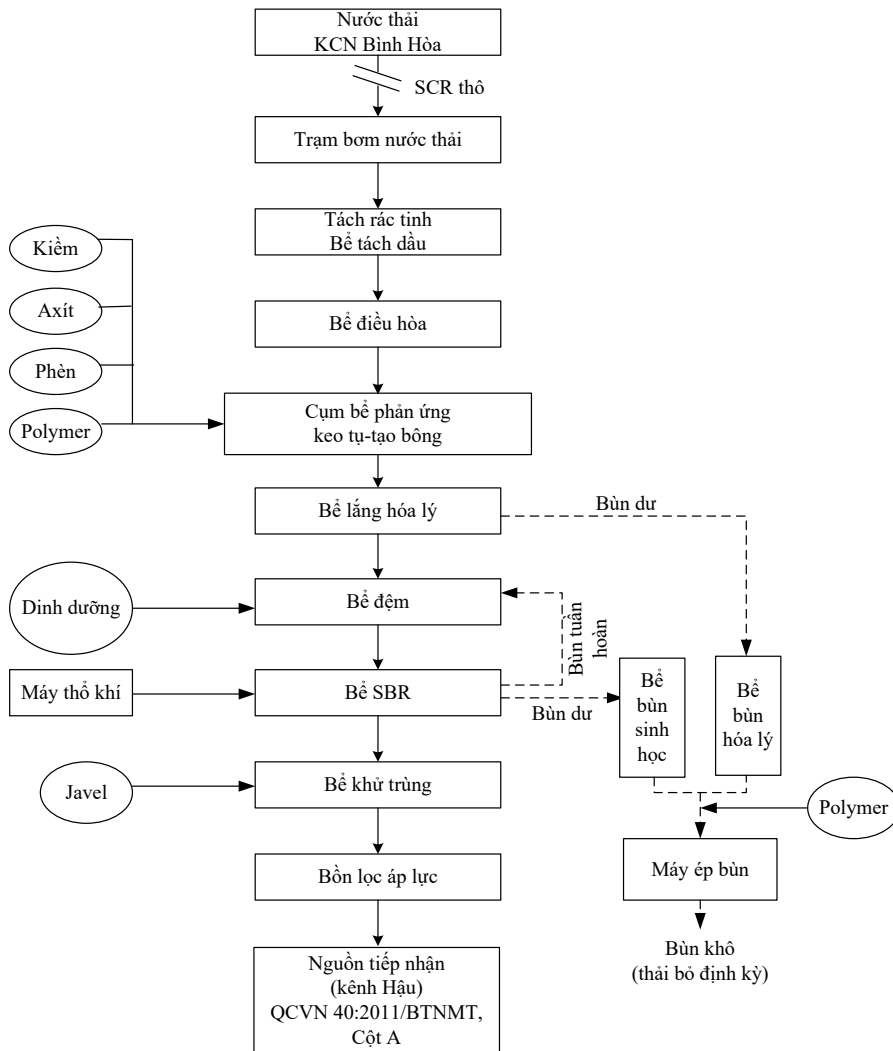 Nước thải
KCN Bình Hòa
SCR thô
Trạm bơm nước thải
Tách rác tinh
Bể tách dầu
Kiềm
Axít
Bể điều hòa
Phèn
Polymer
Cụm bể phản ứng
keo tụ-tạo bông
Bể lắng hóa lý
Bùn dư
Dinh dưỡng
Bể đệm
Bùn tuần
hoàn
Máy thổ khí
Bể SBR
Bùn dư
Bể
bùn
sinh
học
Bể
bùn
hóa lý
Javel
Bể khử trùng
Polymer
Bồn lọc áp lực
Máy ép bùn
Bùn khô
(thải bỏ định kỳ)
Nguồn tiếp nhận
(kênh Hậu)
QCVN 40:2011/BTNMT,
Cột A